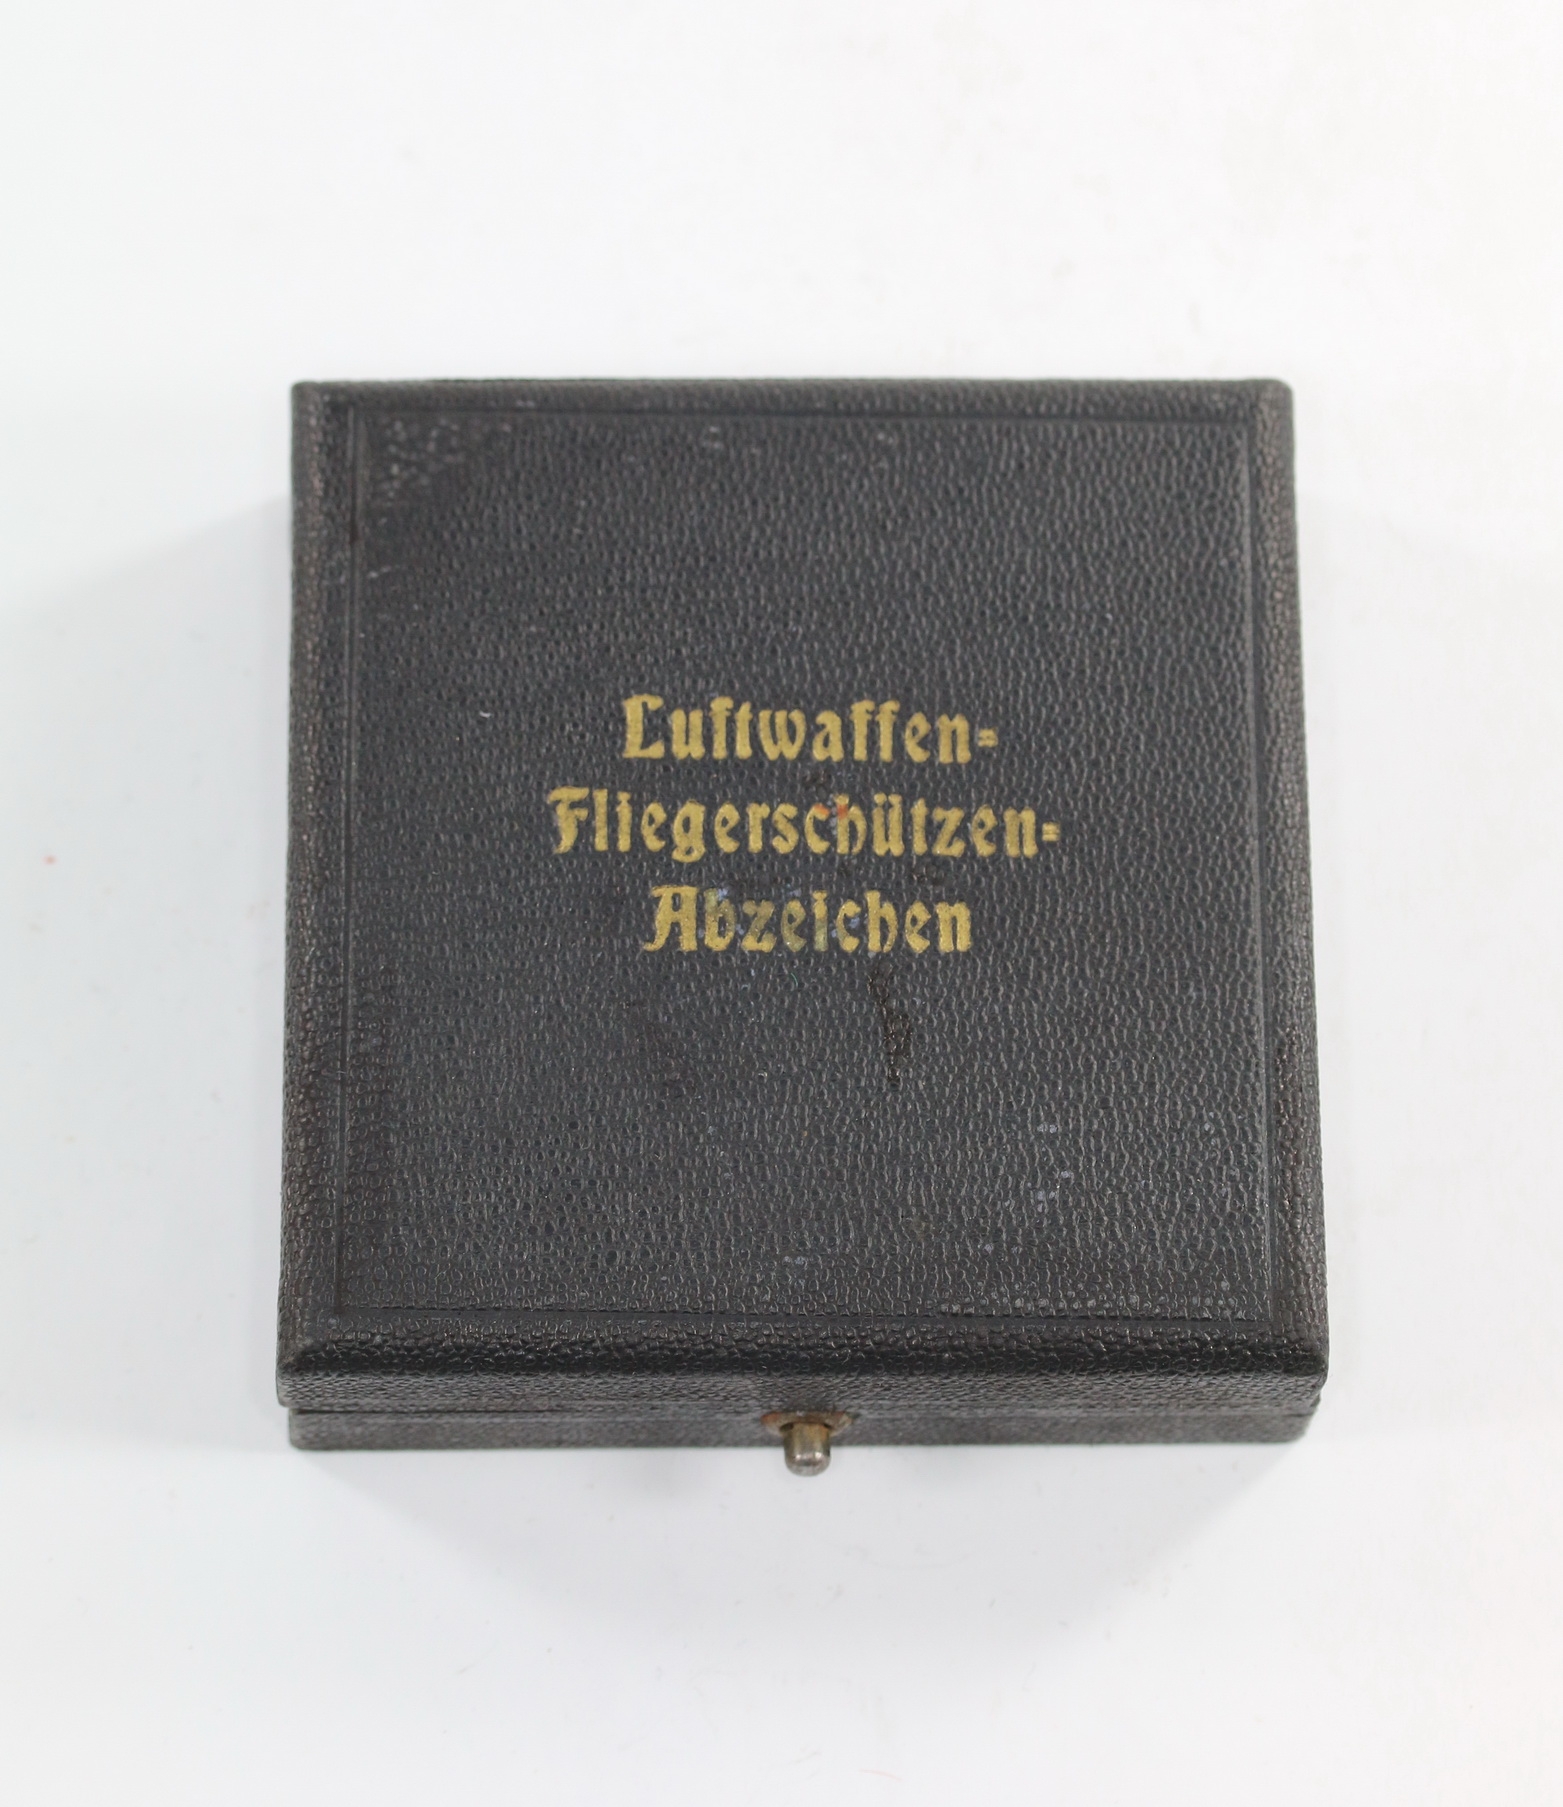 Luftwaffen=
Fliegerschützen=
Abzeichen